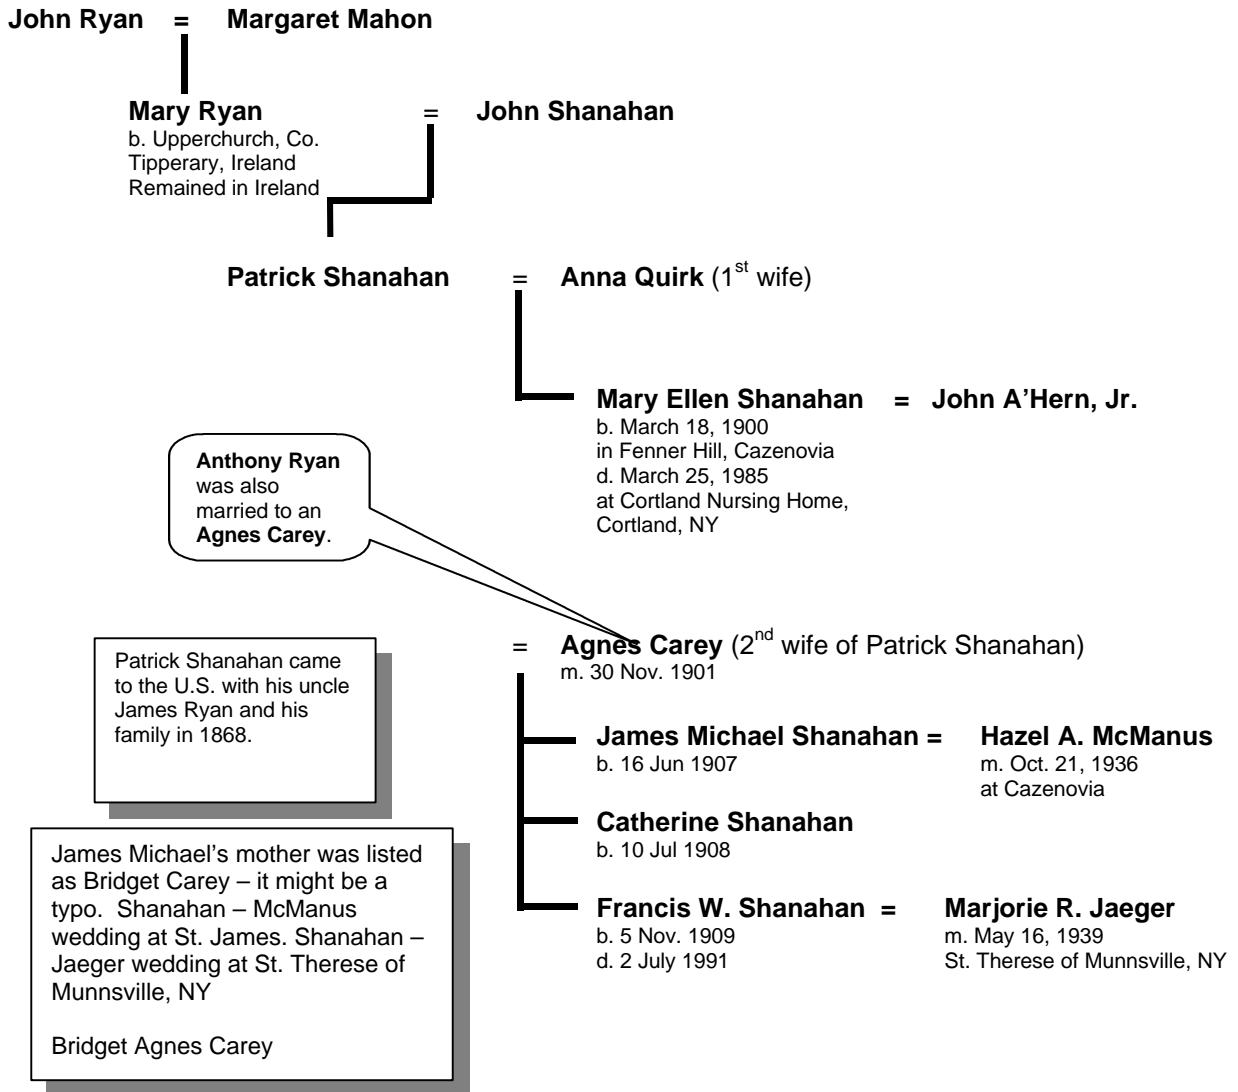 John Ryan = Margaret Mahon
Mary Ryan = John Shanahan
b. Upperchurch, Co.
Tipperary, Ireland
Remained in Ireland
Patrick Shanahan = Anna Quirk (1st wife)
Mary Ellen Shanahan = John A’Hern, Jr.
b. March 18, 1900
in Fenner Hill, Cazenovia
d. March 25, 1985
at Cortland Nursing Home,
Cortland, NY
Anthony Ryan
was also
married to an
Agnes Carey.
= Agnes Carey (2nd wife of Patrick Shanahan)
m. 30 Nov. 1901
Patrick Shanahan came
to the U.S. with his uncle
James Ryan and his
family in 1868.
James Michael Shanahan = Hazel A. McManus
b. 16 Jun 1907
m. Oct. 21, 1936
at Cazenovia
Catherine Shanahan
b. 10 Jul 1908
Francis W. Shanahan = Marjorie R. Jaeger
b. 5 Nov. 1909
d. 2 July 1991
m. May 16, 1939
St. Therese of Munnsville, NY
James Michael’s mother was listed
as Bridget Carey – it might be a
typo. Shanahan – McManus
wedding at St. James. Shanahan –
Jaeger wedding at St. Therese of
Munnsville, NY
Bridget Agnes Carey